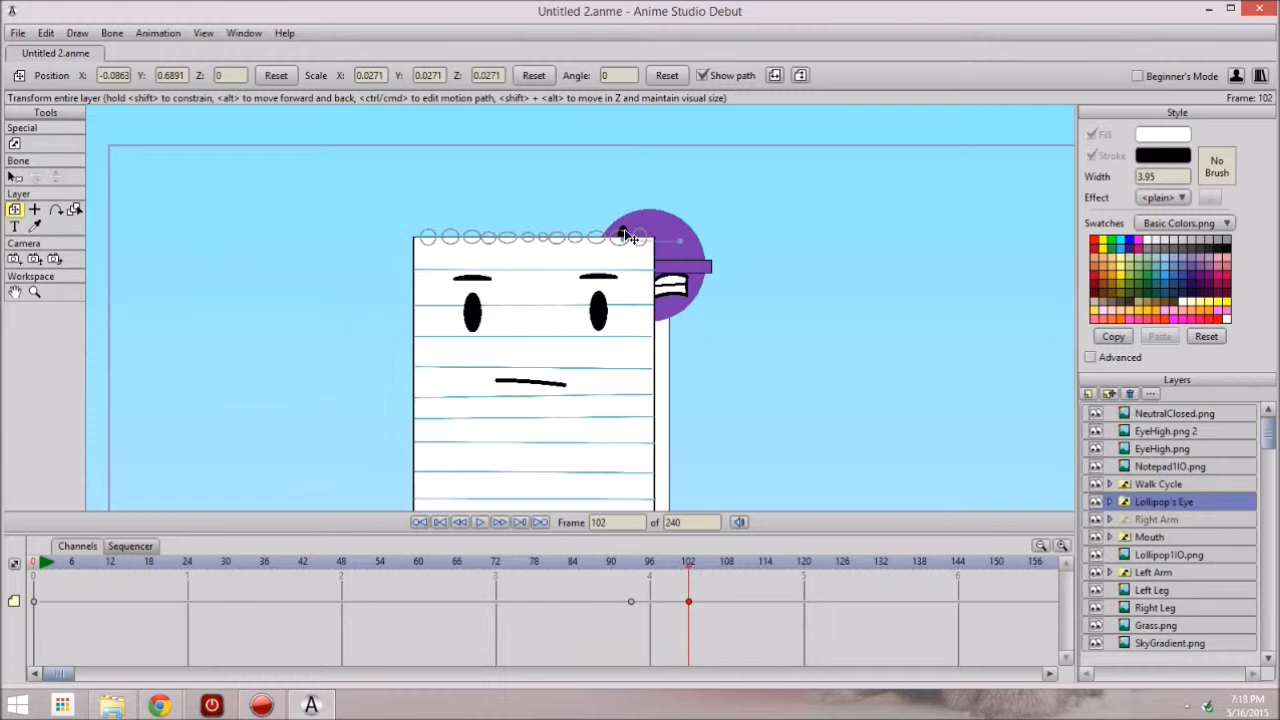 Untitled 2.anme - Anime Studio Debut
File Edit Draw Bone Animation View Window Help
Untitled 2.anme
Position X: -0.0863 Y: 0.6891 Z: 0 Reset Scale X: 0.0271 Y: 0.0271 Z: 0.0271 Reset Angle: 0 Reset Show path Beginner's Mode
Transform entire layer (hold <shift> to constrain, <alt> to move forward and back, <ctrl/cmd> to edit motion path, <shift> + <alt> to move in Z and maintain visual size) Frame: 102
Tools
Special
Bone
Layer
T
Camera
Workspace
Style
Fill
Stroke
No Brush
Width 3.95
Effect <plain>
Swatches Basic Colors.png
Copy Paste Reset
Advanced
Layers
NeutralClosed.png
EyeHigh.png 2
EyeHigh.png
Notepad1IO.png
Walk Cycle
Lollipop's Eye
Right Arm
Mouth
Lollipop1IO.png
Left Arm
Left Leg
Right Leg
Grass.png
SkyGradient.png
Frame 102 of 240
Channels Sequencer
0 6 12 18 24 30 36 42 48 54 60 66 72 78 84 90 96 102 108 114 120 126 132 138 144 150 156
0 1 2 3 4 5 6
A
7:18 PM
5/16/2015